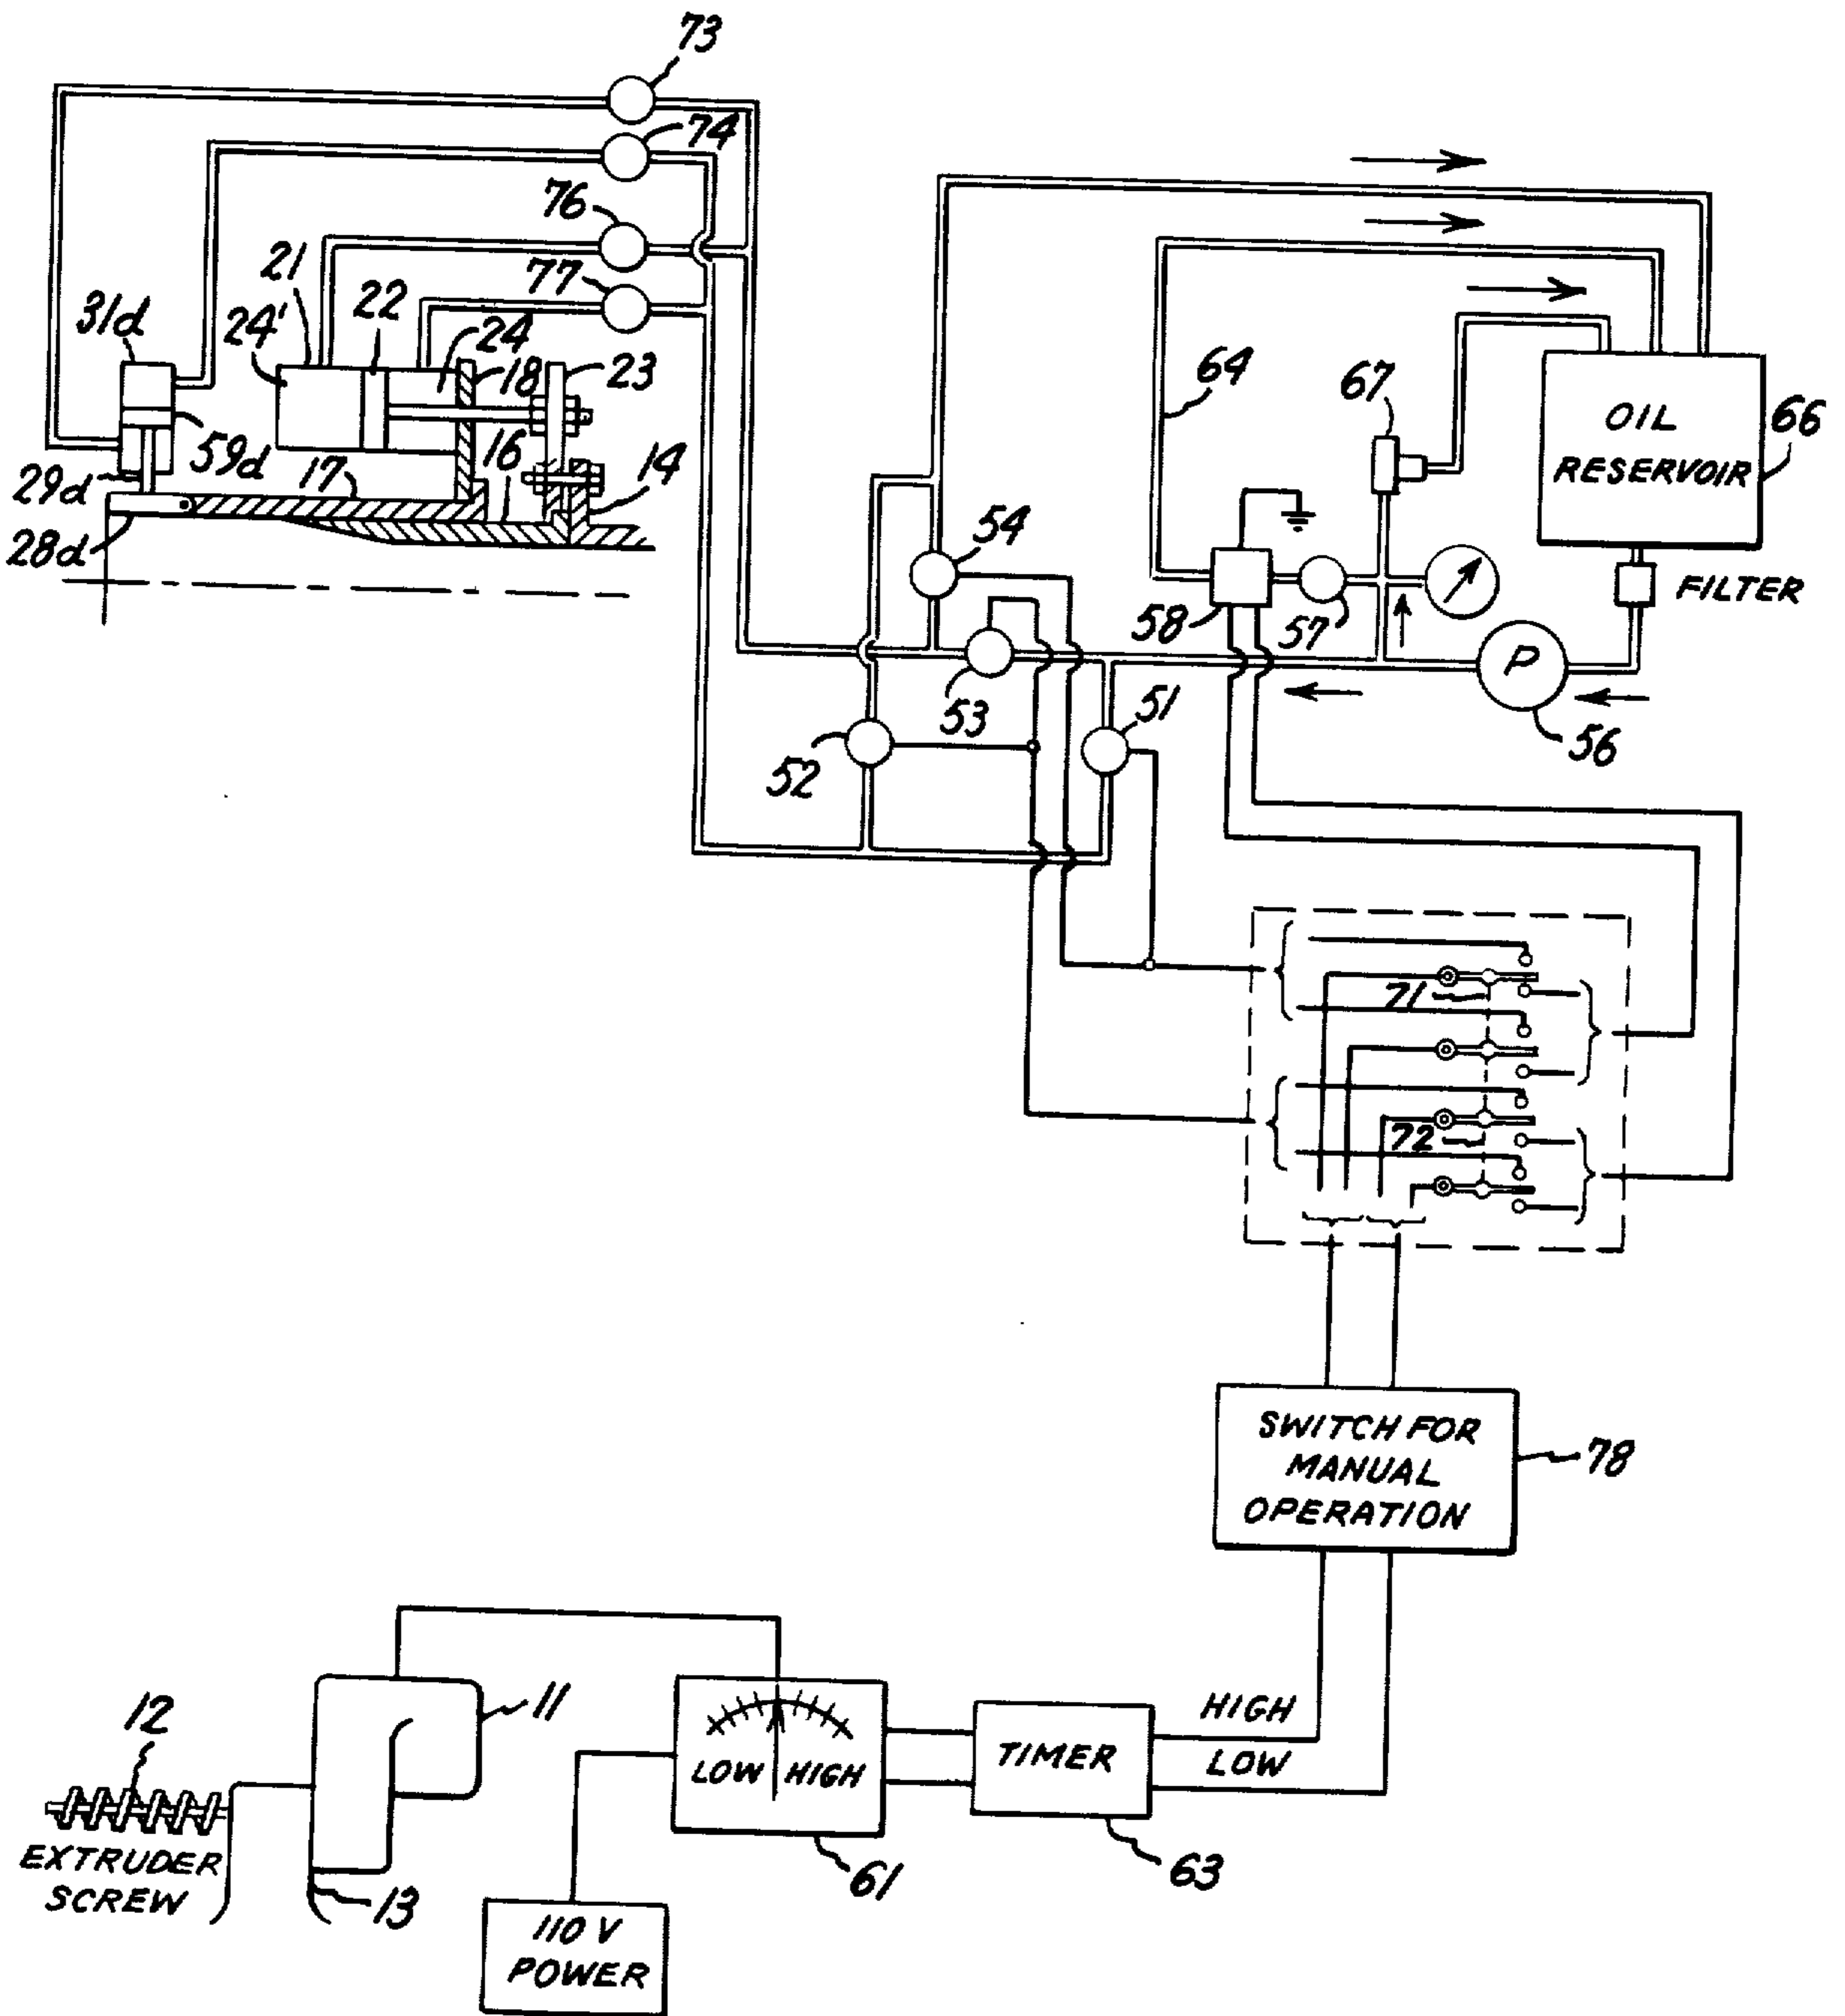 73
74
76
77
21
22
24'
24
31d
18
23
64
67
OIL
RESERVOIR
66
59d
29d
17
16
14
28d
54
58
57
FILTER
53
51
P
52
56
71
72
SWITCH FOR
MANUAL
OPERATION
78
12
11
LOW HIGH
TIMER
HIGH
LOW
EXTRUDER
SCREW
13
61
63
110 V
POWER